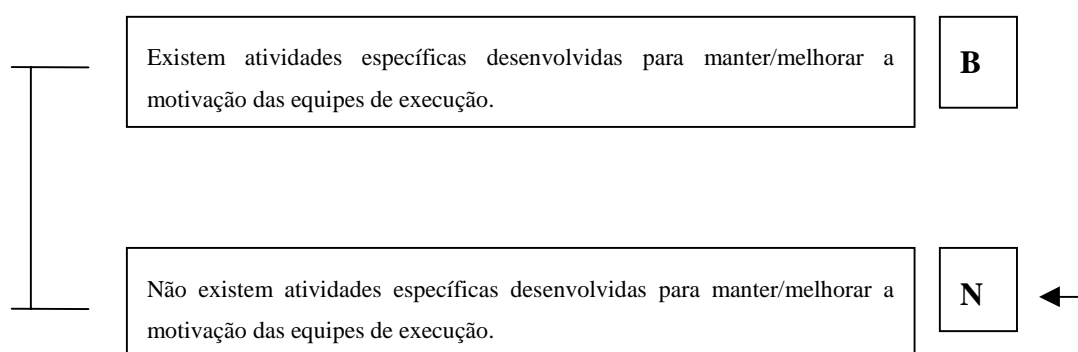 Existem atividades específicas desenvolvidas para manter/melhorar a
motivação das equipes de execução.
B
Não existem atividades específicas desenvolvidas para manter/melhorar a
motivação das equipes de execução.
N